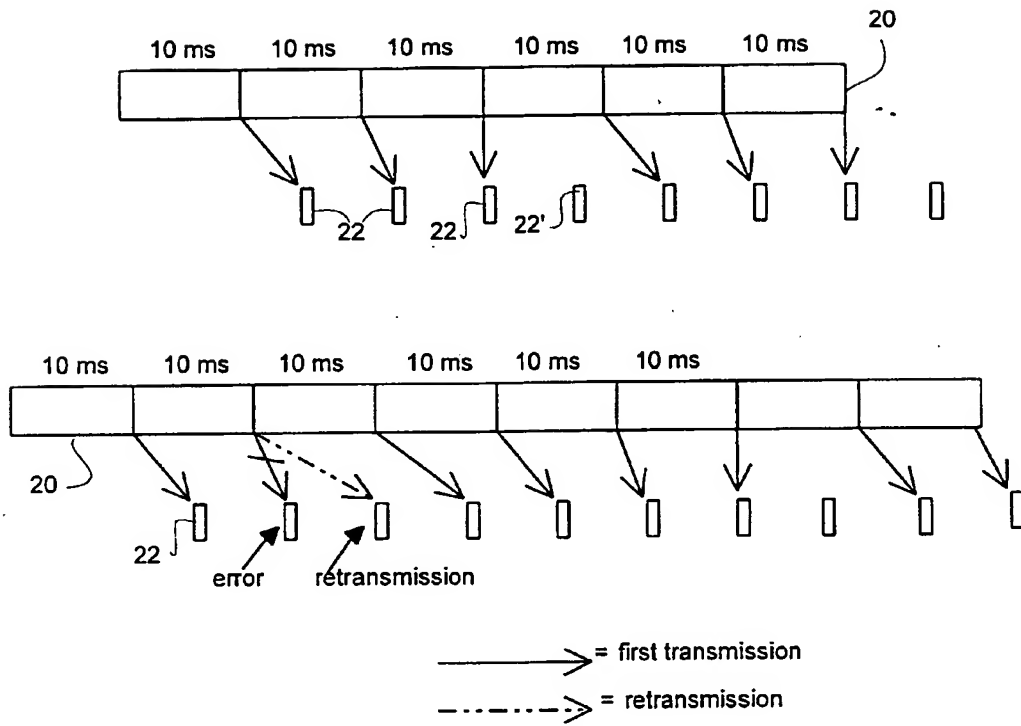 10 ms 10 ms 10 ms 10 ms 10 ms 10 ms 20
22 22 22'
10 ms 10 ms 10 ms 10 ms 10 ms 10 ms
20
22
error retransmission
= first transmission
= retransmission